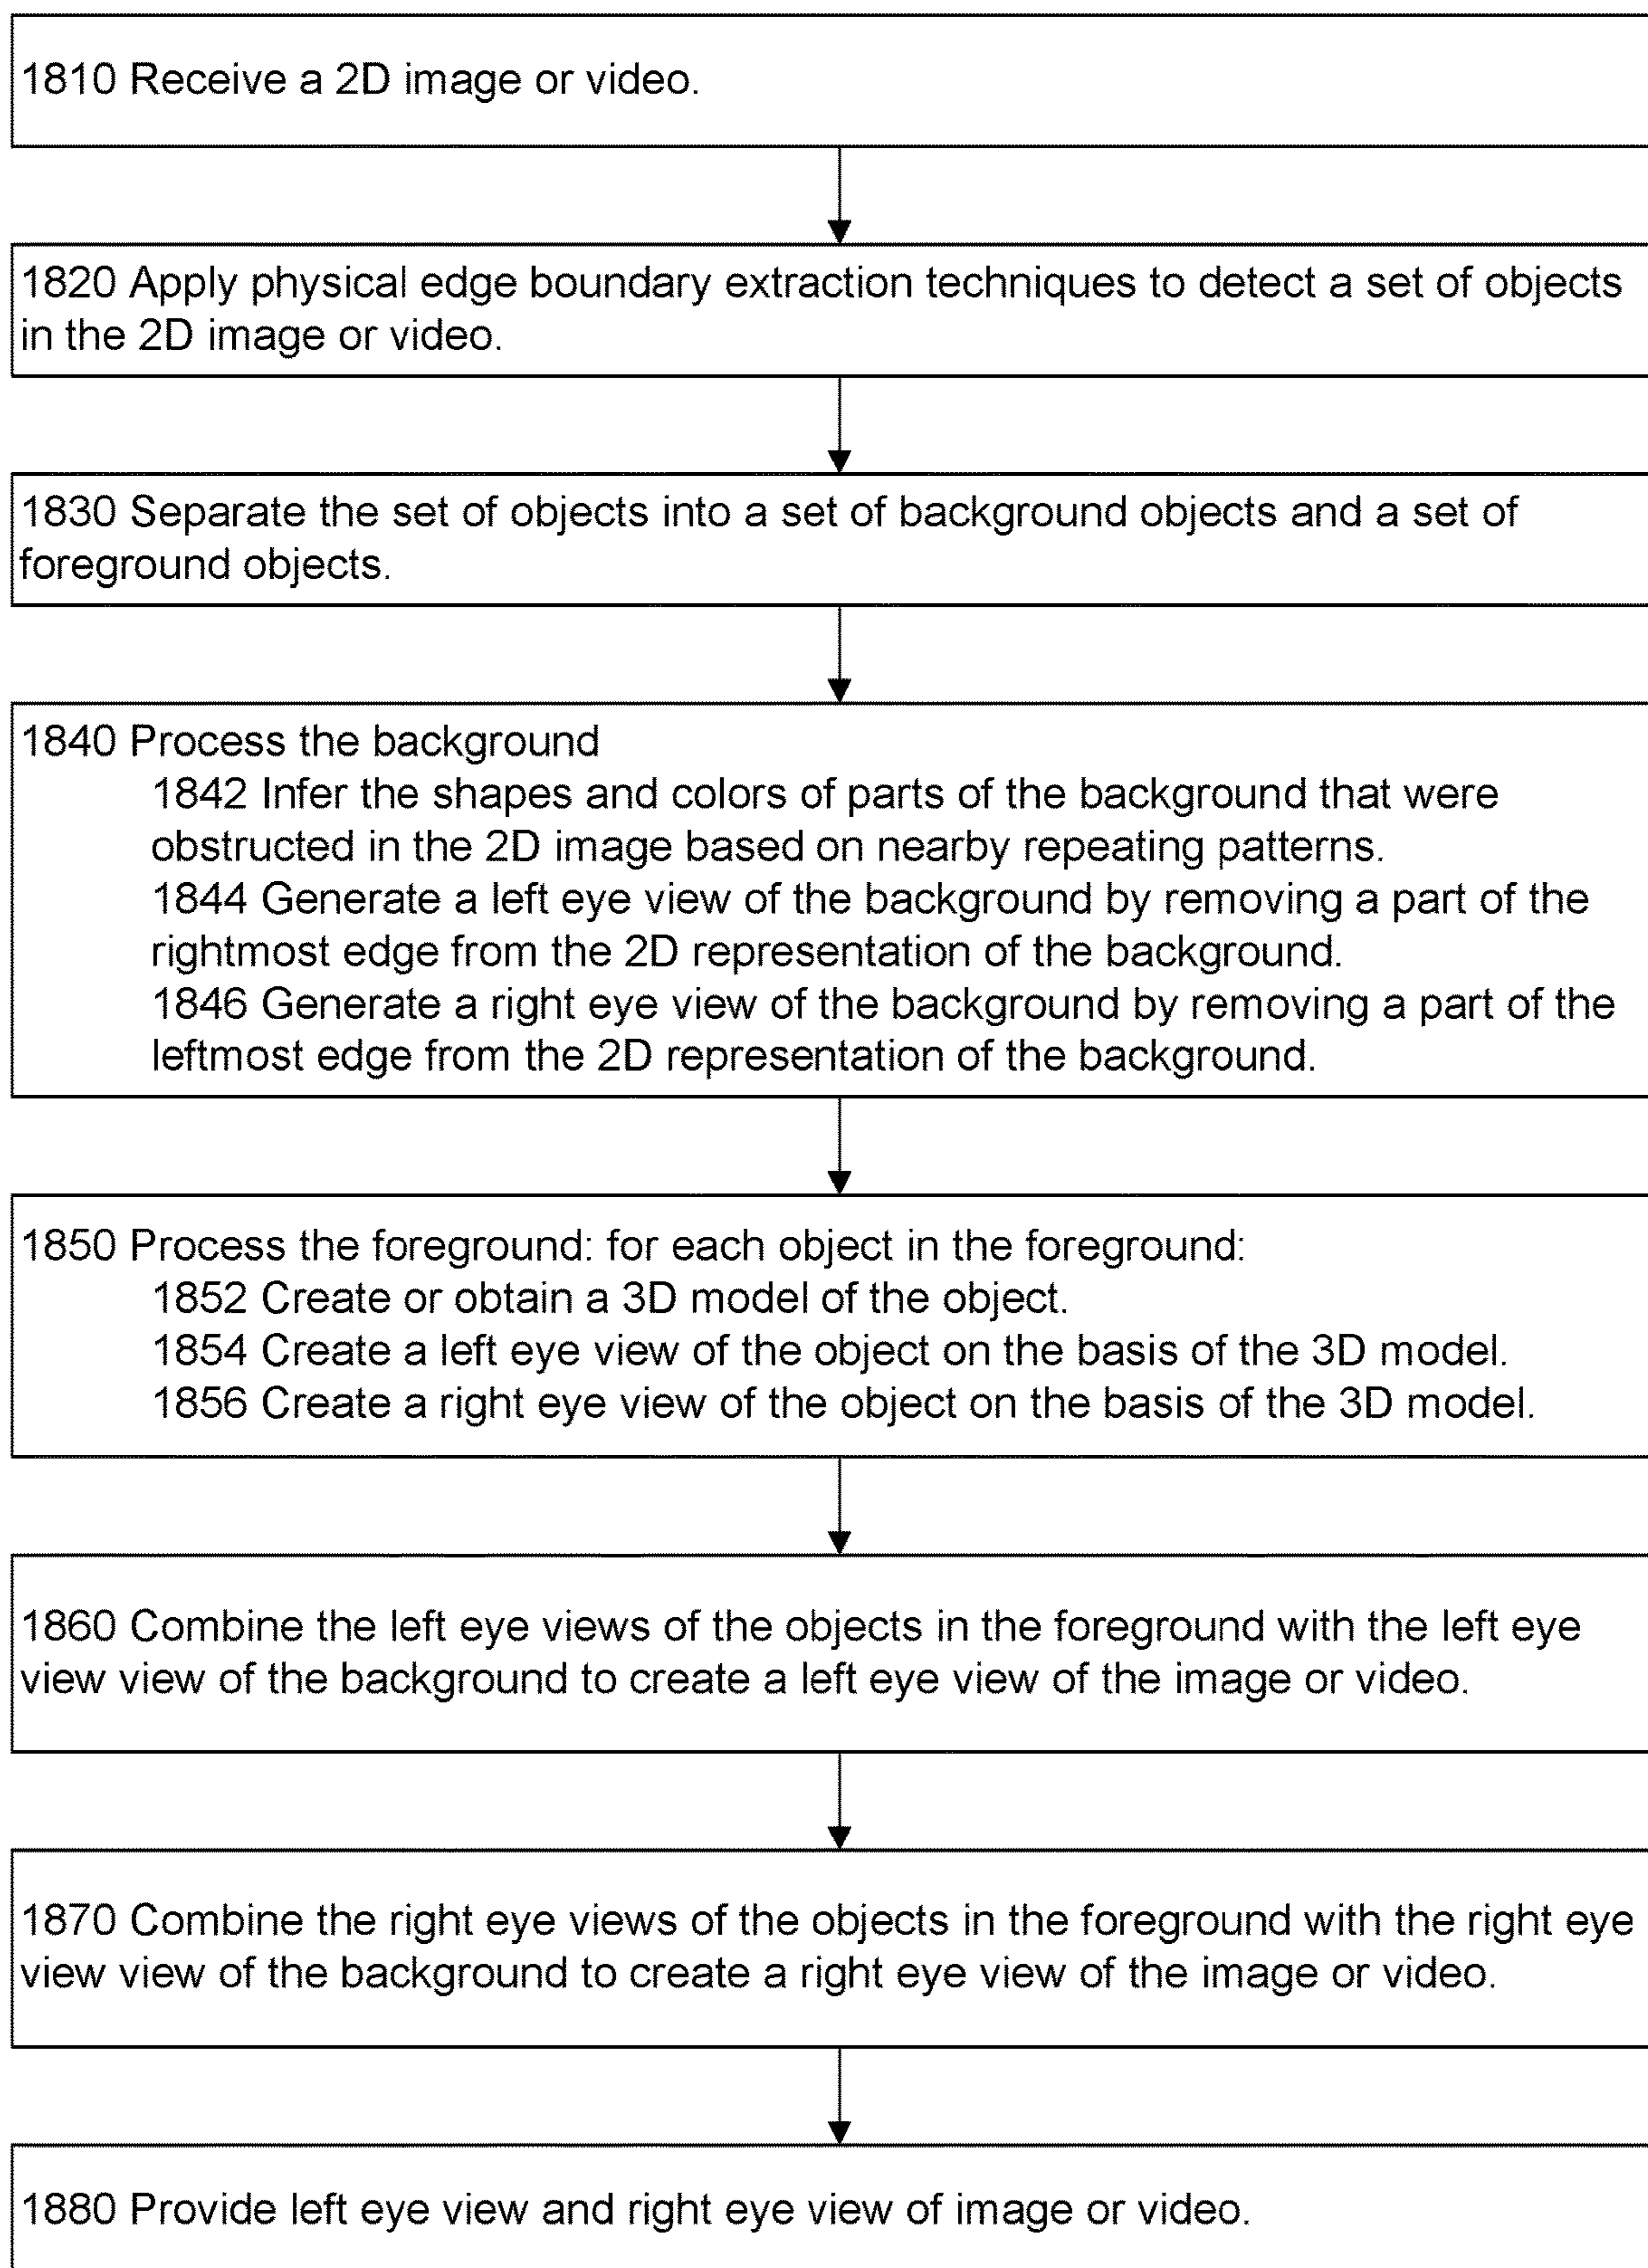 1810 Receive a 2D image or video.
1820 Apply physical edge boundary extraction techniques to detect a set of objects
in the 2D image or video.
1830 Separate the set of objects into a set of background objects and a set of
foreground objects.
1840 Process the background
1842 Infer the shapes and colors of parts of the background that were
obstructed in the 2D image based on nearby repeating patterns.
1844 Generate a left eye view of the background by removing a part of the
rightmost edge from the 2D representation of the background.
1846 Generate a right eye view of the background by removing a part of the
leftmost edge from the 2D representation of the background.
1850 Process the foreground: for each object in the foreground:
1852 Create or obtain a 3D model of the object.
1854 Create a left eye view of the object on the basis of the 3D model.
1856 Create a right eye view of the object on the basis of the 3D model.
1860 Combine the left eye views of the objects in the foreground with the left eye
view view of the background to create a left eye view of the image or video.
1870 Combine the right eye views of the objects in the foreground with the right eye
view view of the background to create a right eye view of the image or video.
1880 Provide left eye view and right eye view of image or video.